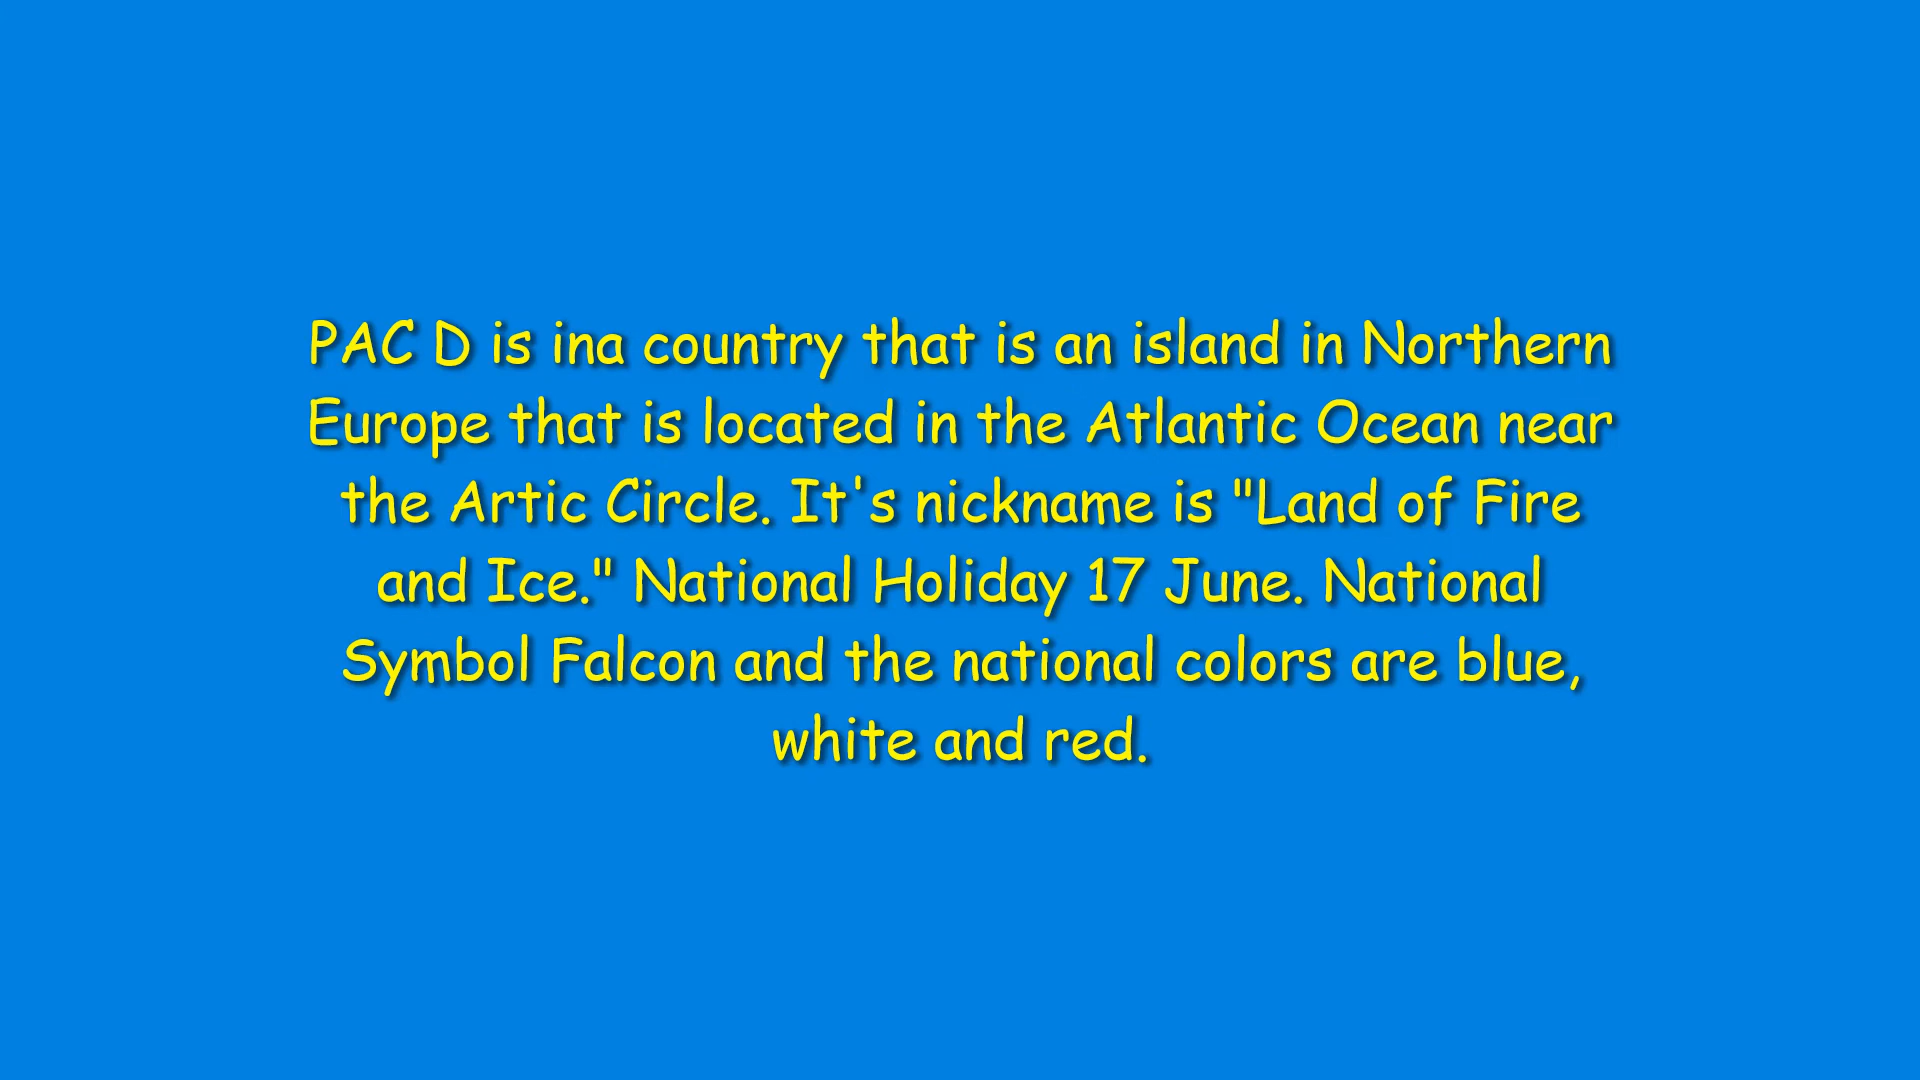 PAC D is ina country that is an island in Northern
Europe that is located in the Atlantic Ocean near
the Artic Circle. It's nickname is "Land of Fire
and Ice." National Holiday 17 June. National
Symbol Falcon and the national colors are blue,
white and red.